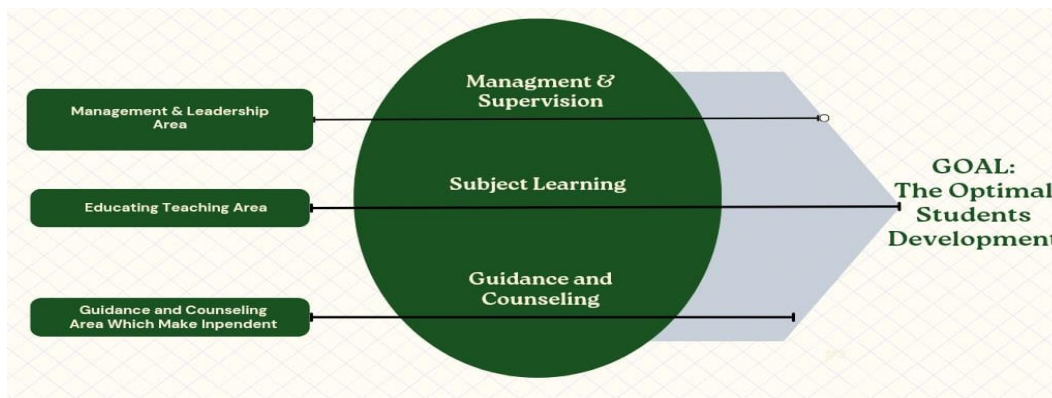 Management & Leadership
Area
Educating Teaching Area
Guidance and Counseling
Area Which Make Inpendent
Managment &
Supervision
Subject Learning
Guidance and
Counseling
GOAL:
The Optimal
Students
Development